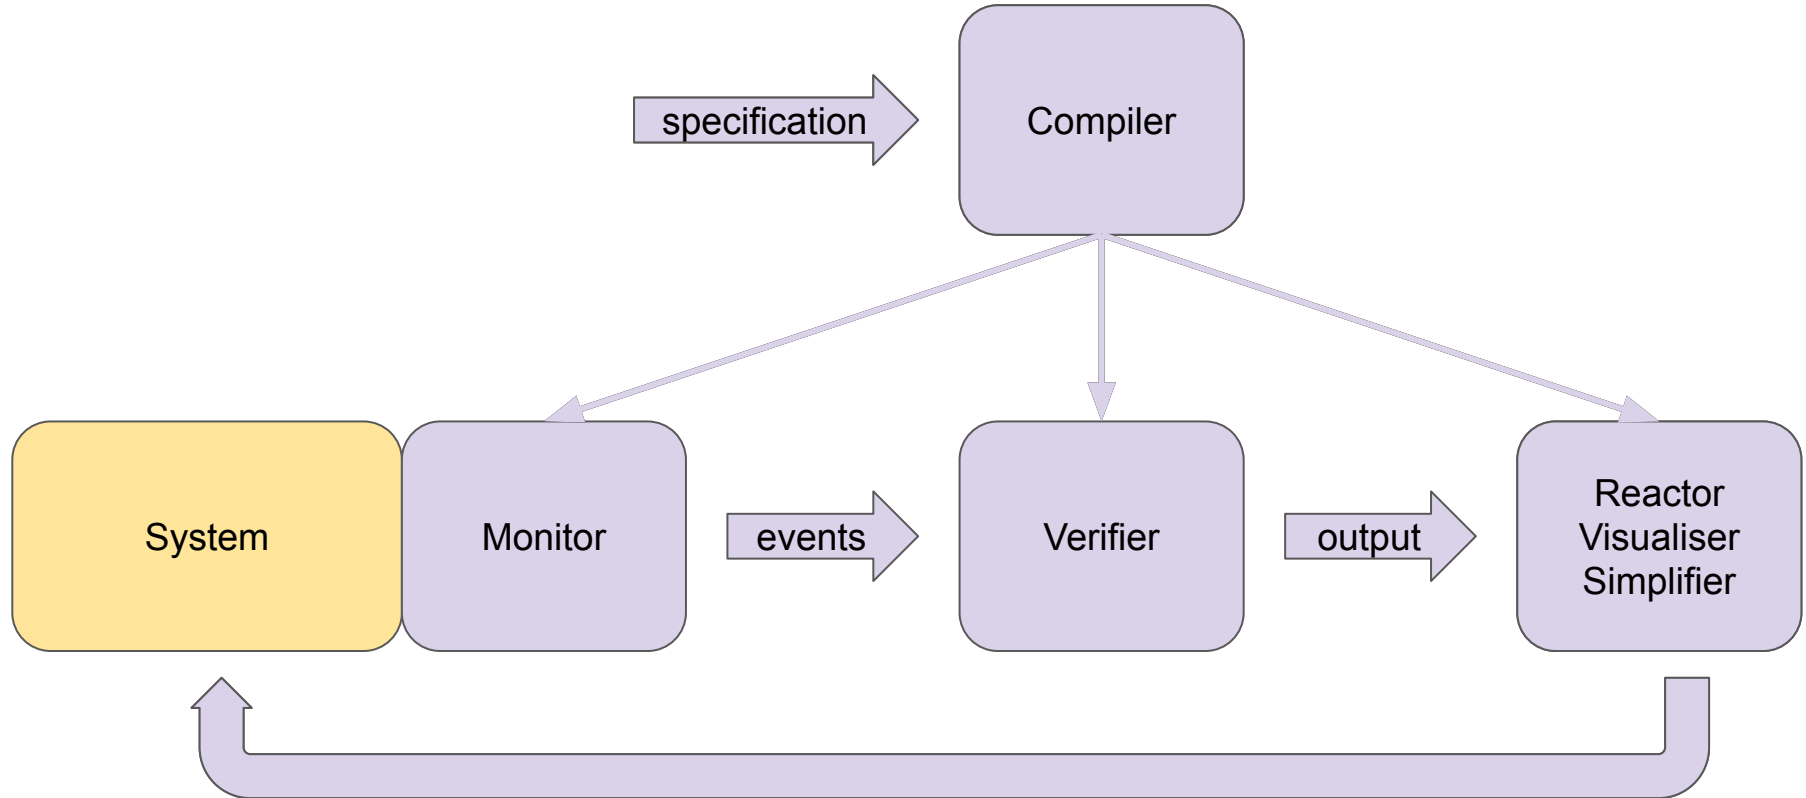 specification
Compiler
System
Monitor
events
Verifier
output
Reactor
Visualiser
Simplifier